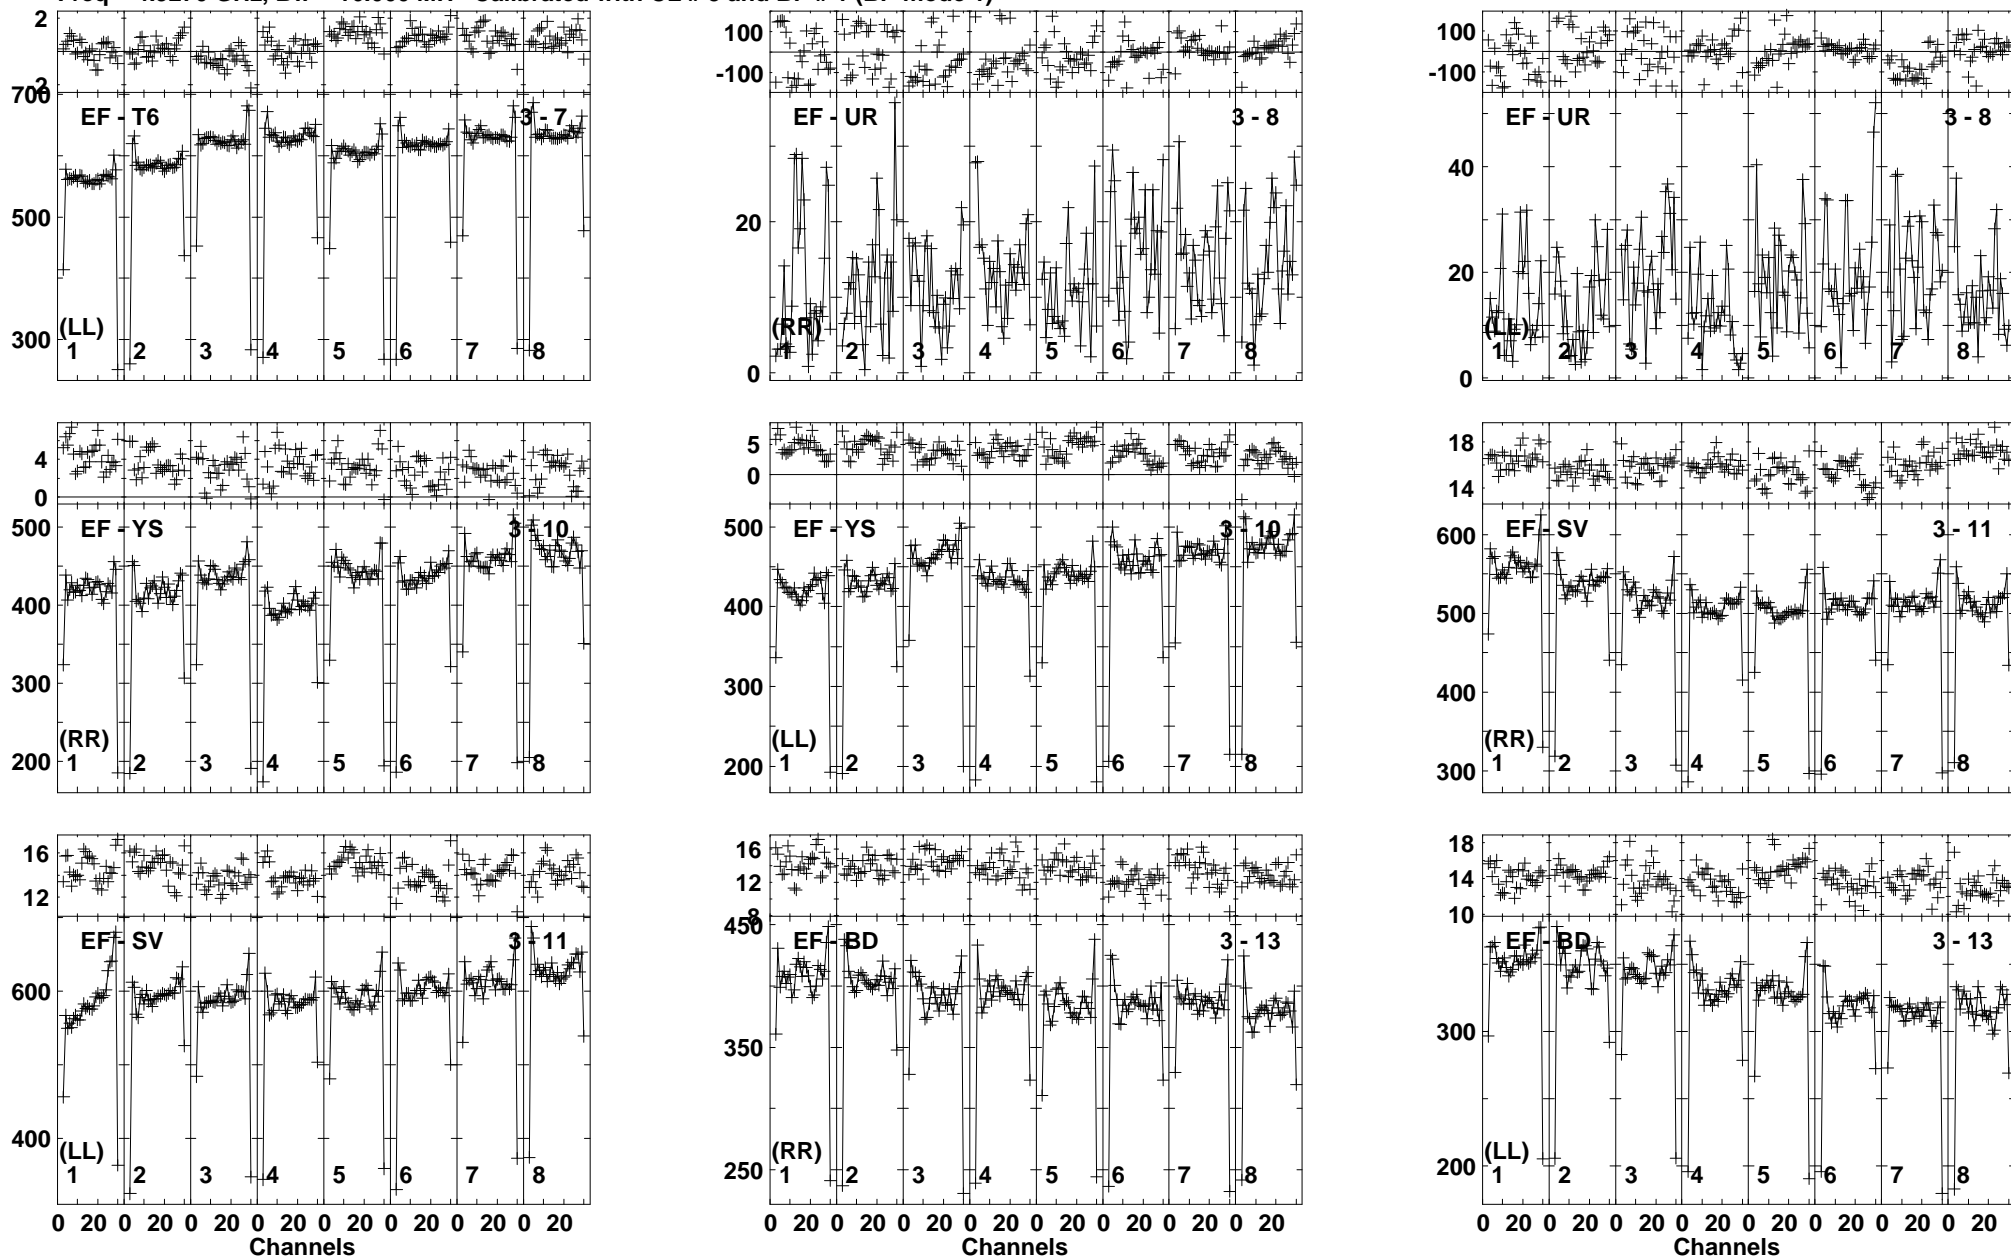 2
2
100
-100
100
-100
700
500
300
EF - T6
3 - 7
(LL)
1 2 3 4 5 6 7 8
20
0
EF - UR
3 - 8
(RR)
1 2 3 4 5 6 7 8
40
20
0
EF - UR
3 - 8
(LL)
1 2 3 4 5 6 7 8
4
0
5
0
18
14
500
400
300
200
EF - YS
3 - 10
(RR)
1 2 3 4 5 6 7 8
500
400
300
200
EF - YS
3 - 10
(LL)
1 2 3 4 5 6 7 8
600
500
400
300
EF - SV
3 - 11
(RR)
1 2 3 4 5 6 7 8
16
12
16
12
8
18
14
10
600
400
EF - SV
3 - 11
(LL)
1 2 3 4 5 6 7 8
450
350
250
EF - BD
3 - 13
(RR)
1 2 3 4 5 6 7 8
300
200
EF - BD
3 - 13
(LL)
1 2 3 4 5 6 7 8
0 20 0 20 0 20 0 20 0 20 0 20 0 20 0 20
0 20 0 20 0 20 0 20 0 20 0 20 0 20 0 20
0 20 0 20 0 20 0 20 0 20 0 20 0 20 0 20
Channels
Channels
Channels